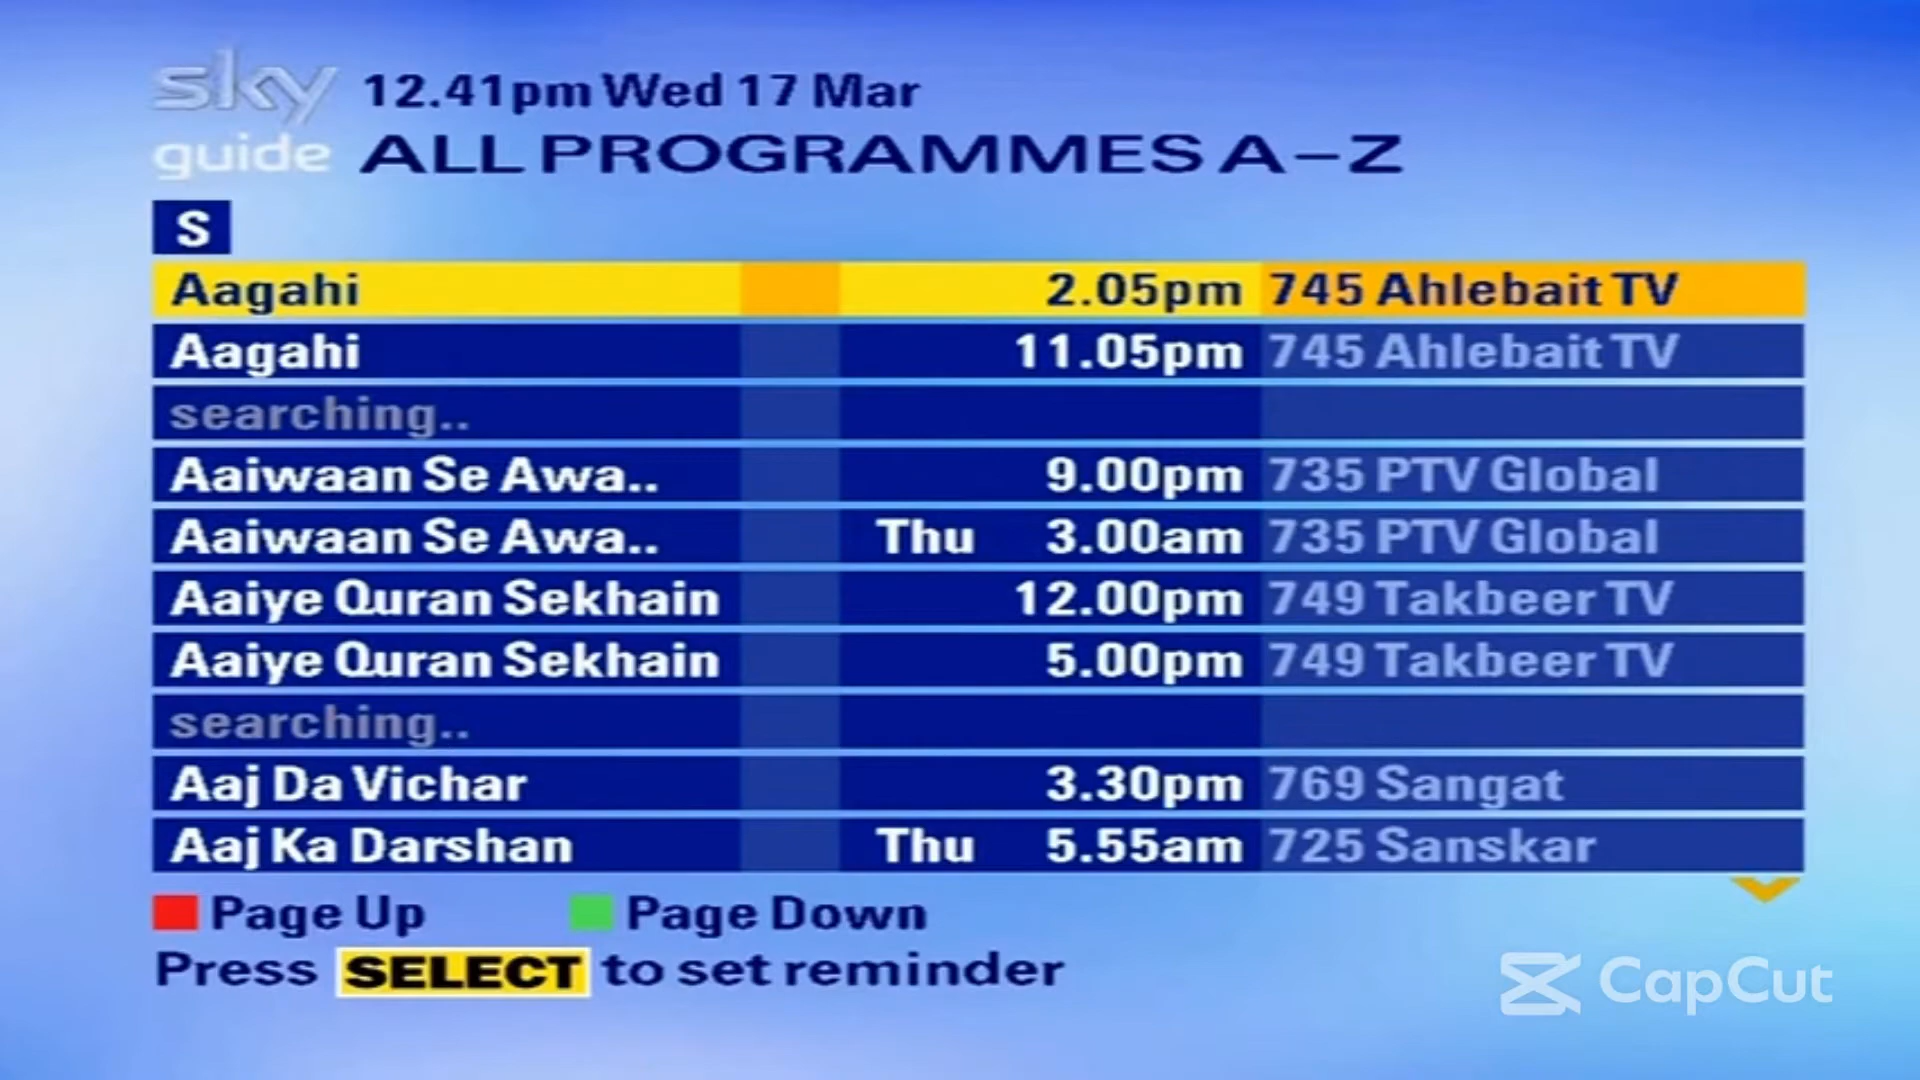 sky guide
12.41pm Wed 17 Mar
ALL PROGRAMMES A-Z
S
Aagahi 2.05pm 745 Ahlebait TV
Aagahi 11.05pm 745 Ahlebait TV
searching..
Aaiwaan Se Awa.. 9.00pm 735 PTV Global
Aaiwaan Se Awa.. Thu 3.00am 735 PTV Global
Aaiye Quran Sekhain 12.00pm 749 Takbeer TV
Aaiye Quran Sekhain 5.00pm 749 Takbeer TV
searching..
Aaj Da Vichar 3.30pm 769 Sangat
Aaj Ka Darshan Thu 5.55am 725 Sanskar
Page Up Page Down
Press SELECT to set reminder
CapCut